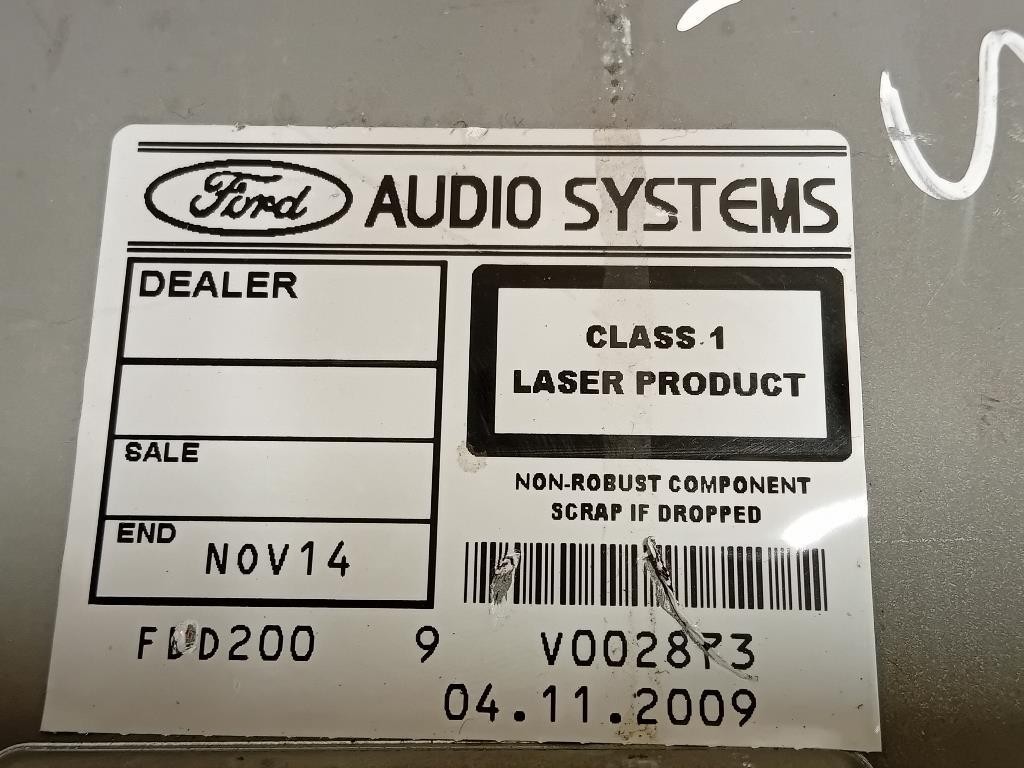 Ford AUDIO SYSTEMS
DEALER
SALE
END
NOV14
CLASS 1
LASER PRODUCT
NON-ROBUST COMPONENT
SCRAP IF DROPPED
9
04.11.2009